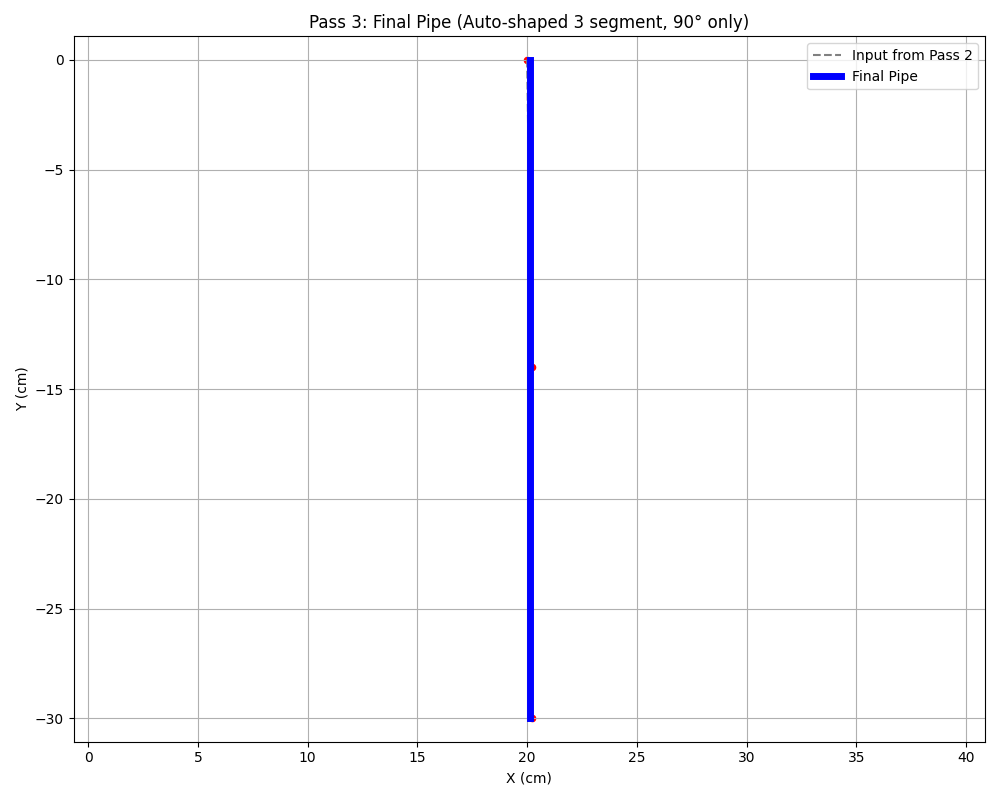 Pass 3: Final Pipe (Auto-shaped 3 segment, 90° only)
Input from Pass 2
Final Pipe
0
−5
−10
−15
−20
−25
−30
Y (cm)
0 5 10 15 20 25 30 35 40
X (cm)